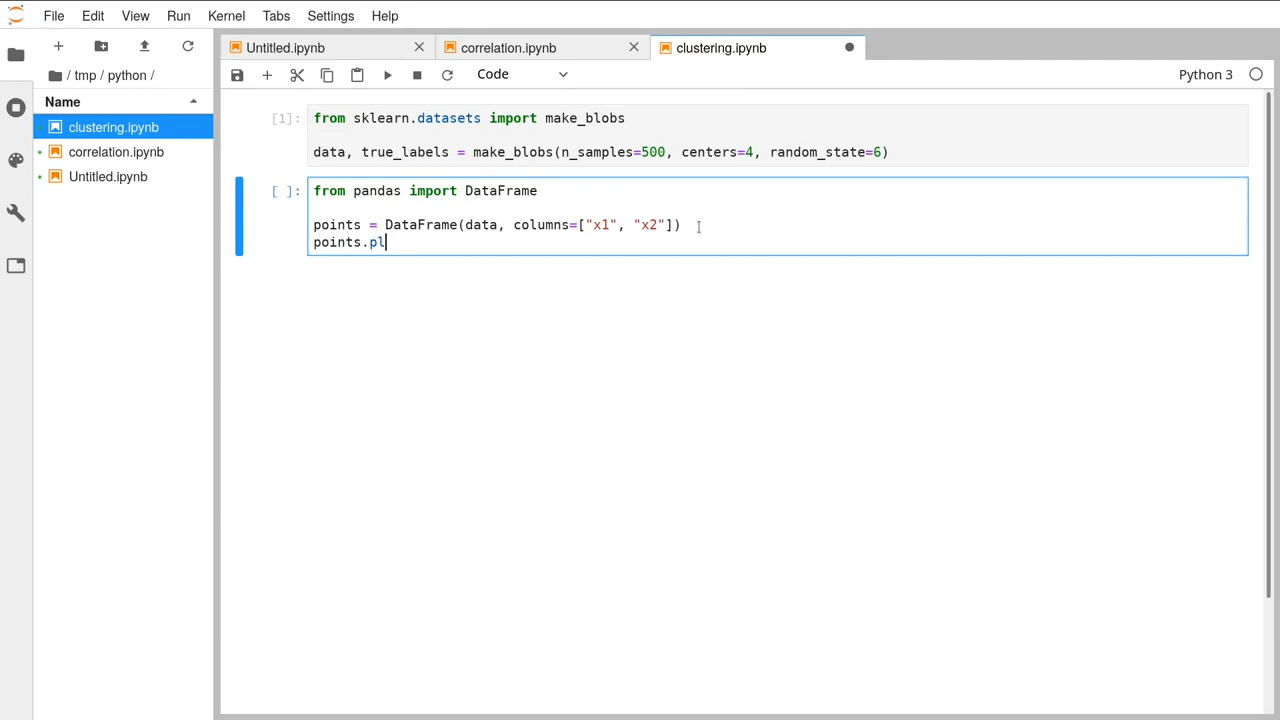 File Edit View Run Kernel Tabs Settings Help
Untitled.ipynb correlation.ipynb clustering.ipynb
/ tmp / python /
Code Python 3
Name
clustering.ipynb
correlation.ipynb
Untitled.ipynb
[1]: from sklearn.datasets import make_blobs
data, true_labels = make_blobs(n_samples=500, centers=4, random_state=6)
[ ]: from pandas import DataFrame
points = DataFrame(data, columns=["x1", "x2"])
points.pl